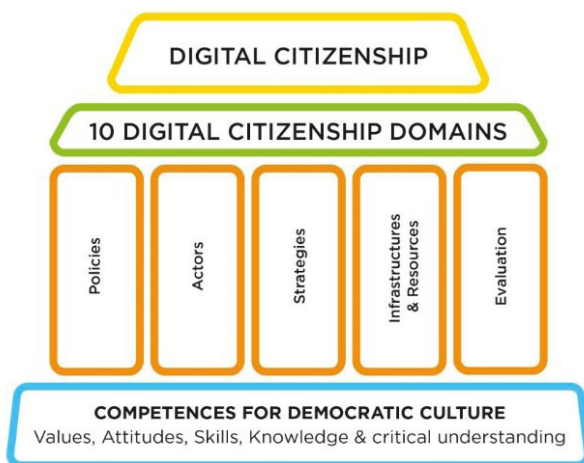 DIGITAL CITIZENSHIP
10 DIGITAL CITIZENSHIP DOMAINS
Policies
Actors
Strategies
Infrastructures
& Resources
Evaluation
COMPETENCES FOR DEMOCRATIC CULTURE
Values, Attitudes, Skills, Knowledge & critical understanding